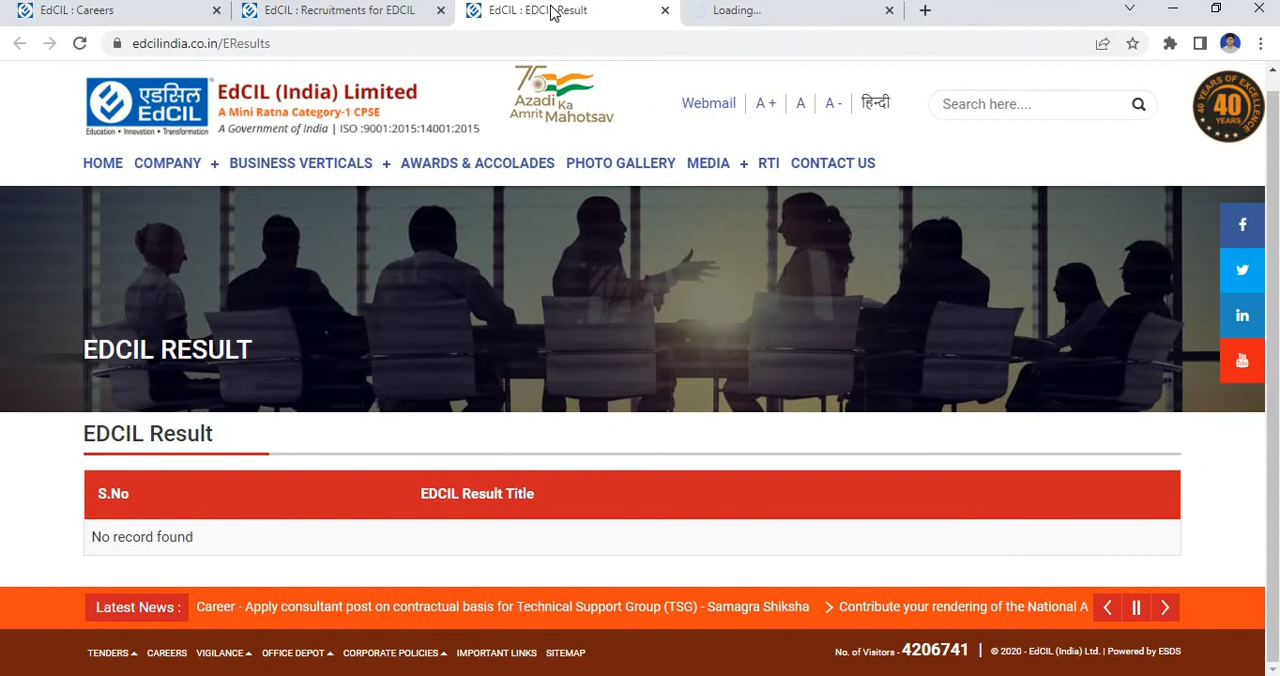 EdCIL : Careers
EdCIL : Recruitments for EDCIL
EdCIL : EDCIL Result
Loading...
edcilindia.co.in/EResults
एडसिल
EdCIL
Education • Innovation • Transformation
EdCIL (India) Limited
A Mini Ratna Category-1 CPSE
A Government of India | ISO :9001:2015:14001:2015
75
Azadi Ka
Amrit Mahotsav
Webmail
A +
A
A -
हिन्दी
Search here....
40 YEARS OF EXCELLENCE
40
YEARS
HOME
COMPANY +
BUSINESS VERTICALS +
AWARDS & ACCOLADES
PHOTO GALLERY
MEDIA +
RTI
CONTACT US
EDCIL RESULT
EDCIL Result
S.No
EDCIL Result Title
No record found
Latest News :
Career - Apply consultant post on contractual basis for Technical Support Group (TSG) - Samagra Shiksha
Contribute your rendering of the National A
TENDERS
CAREERS
VIGILANCE
OFFICE DEPOT
CORPORATE POLICIES
IMPORTANT LINKS
SITEMAP
No. of Visitors - 4206741 | © 2020 - EdCIL (India) Ltd. | Powered by ESDS